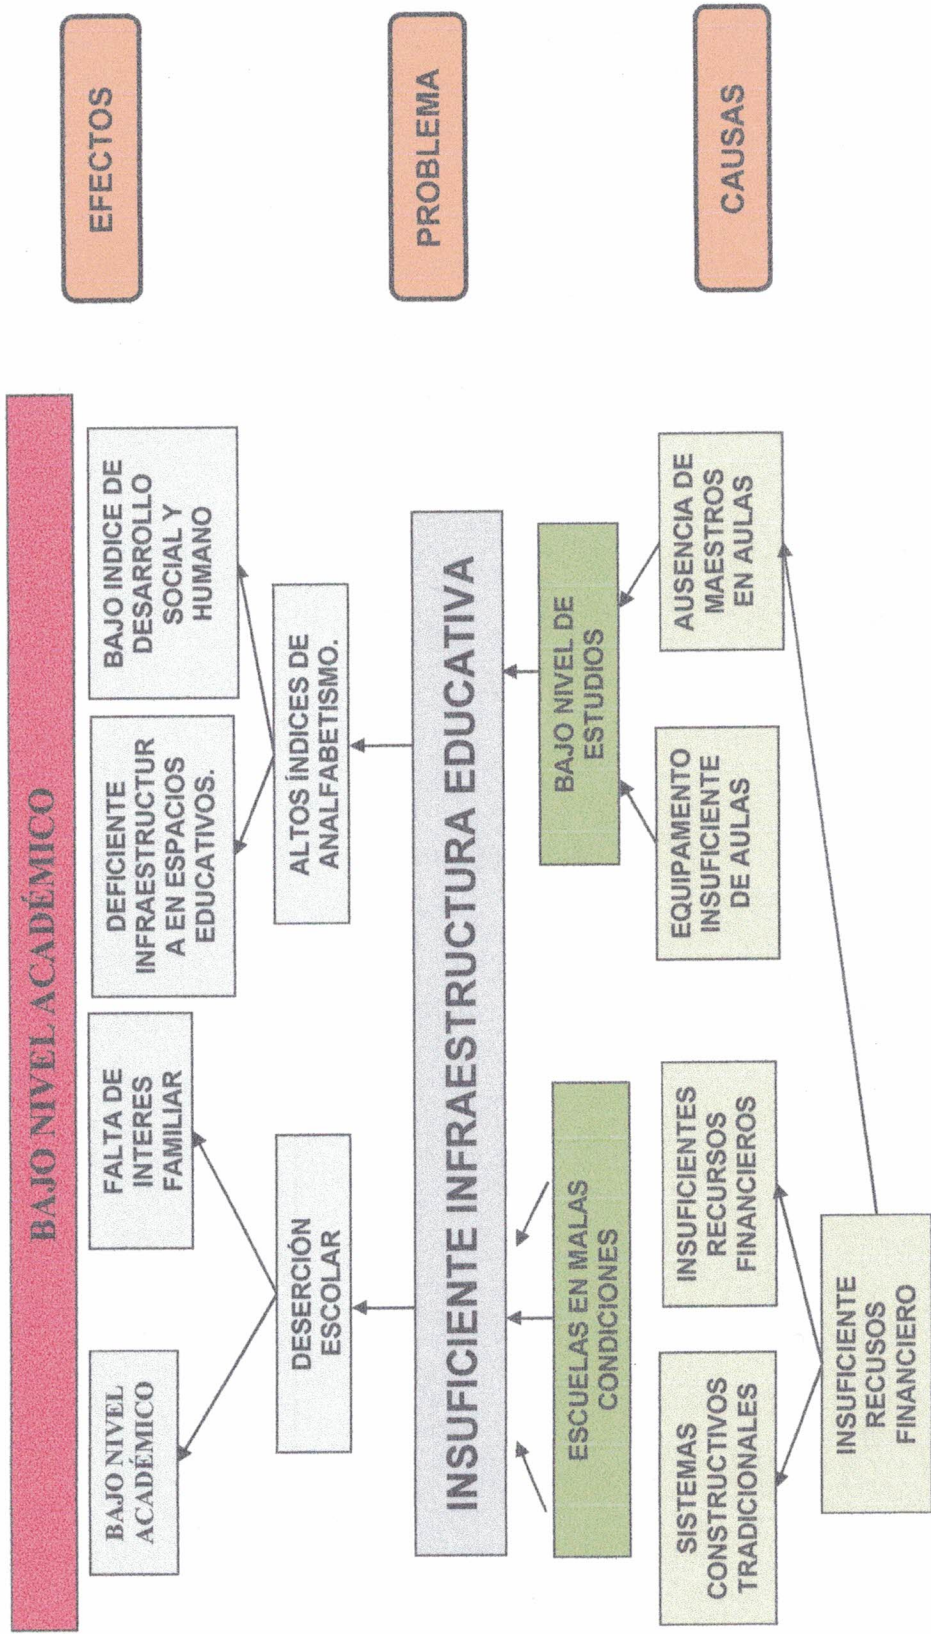 BAJO NIVEL ACADÉMICO
EFECTOS
BAJO NIVEL
ACADÉMICO
FALTA DE
INTERES
FAMILIAR
DEFICIENTE
INFRAESTRUCTUR
A EN ESPACIOS
EDUCATIVOS.
BAJO INDICE DE
DESARROLLO
SOCIAL Y
HUMANO
DESERCIÓN
ESCOLAR
ALTOS ÍNDICES DE
ANALFABETISMO.
INSUFICIENTE INFRAESTRUCTURA EDUCATIVA
PROBLEMA
ESCUELAS EN MALAS
CONDICIONES
BAJO NIVEL DE
ESTUDIOS
SISTEMAS
CONSTRUCTIVOS
TRADICIONALES
INSUFICIENTES
RECURSOS
FINANCIEROS
EQUIPAMENTO
INSUFICIENTE
DE AULAS
AUSENCIA DE
MAESTROS
EN AULAS
CAUSAS
INSUFICIENTE
RECUSOS
FINANCIERO